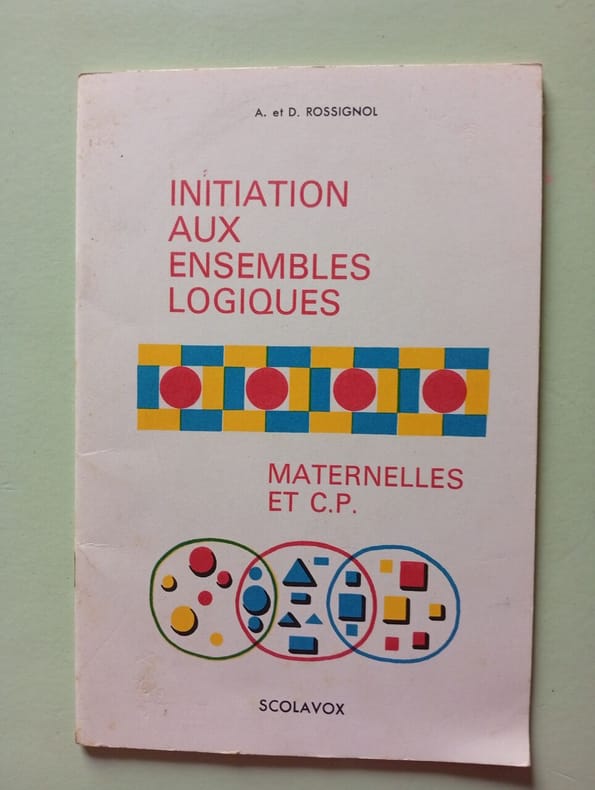 A. et D. ROSSIGNOL
INITIATION
AUX
ENSEMBLES
LOGIQUES
MATERNELLES
ET C.P.
SCOLAVOX